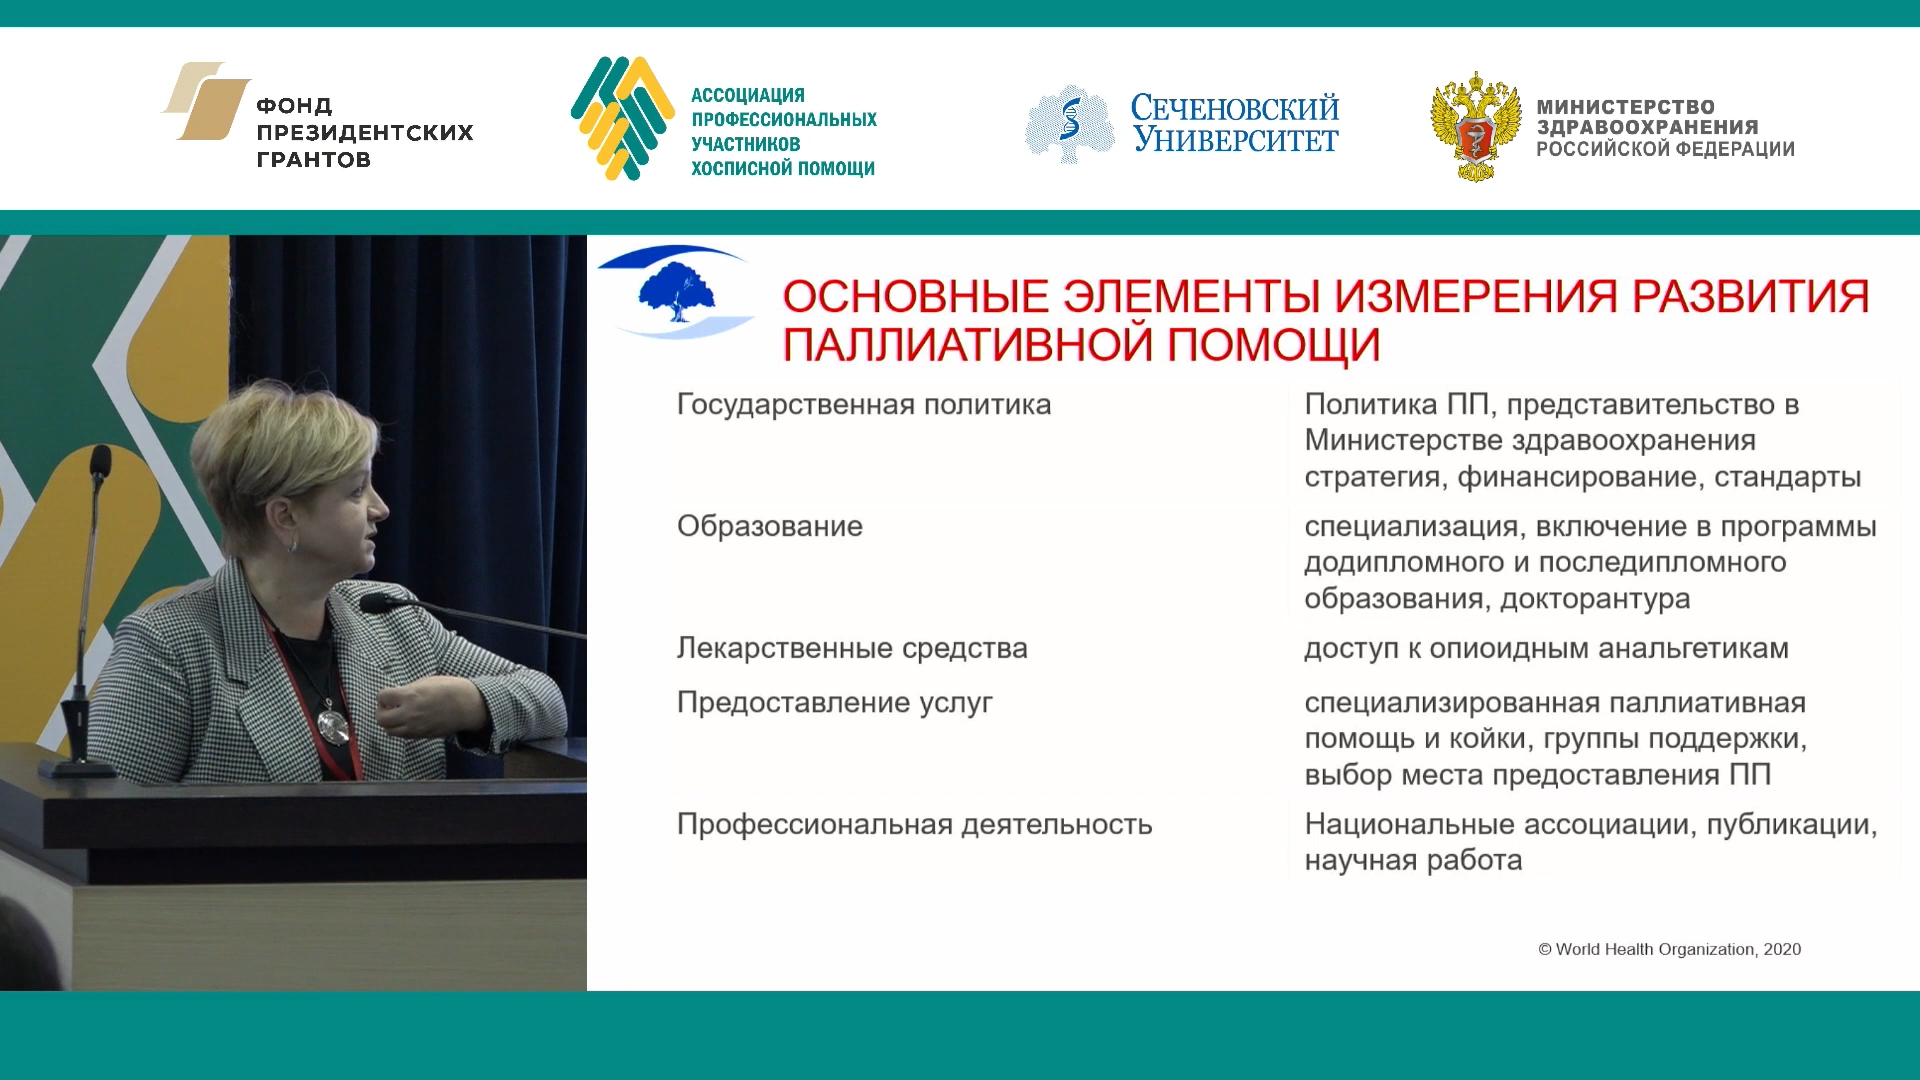 ФОНД
ПРЕЗИДЕНТСКИХ
ГРАНТОВ
АССОЦИАЦИЯ
ПРОФЕССИОНАЛЬНЫХ
УЧАСТНИКОВ
ХОСПИСНОЙ ПОМОЩИ
СЕЧЕНОВСКИЙ
УНИВЕРСИТЕТ
МИНИСТЕРСТВО
ЗДРАВООХРАНЕНИЯ
РОССИЙСКОЙ ФЕДЕРАЦИИ
ОСНОВНЫЕ ЭЛЕМЕНТЫ ИЗМЕРЕНИЯ РАЗВИТИЯ
ПАЛЛИАТИВНОЙ ПОМОЩИ
Государственная политика
Политика ПП, представительство в
Министерстве здравоохранения
стратегия, финансирование, стандарты
Образование
специализация, включение в программы
додипломного и последипломного
образования, докторантура
Лекарственные средства
доступ к опиоидным анальгетикам
Предоставление услуг
специализированная паллиативная
помощь и койки, группы поддержки,
выбор места предоставления ПП
Профессиональная деятельность
Национальные ассоциации, публикации,
научная работа
© World Health Organization, 2020